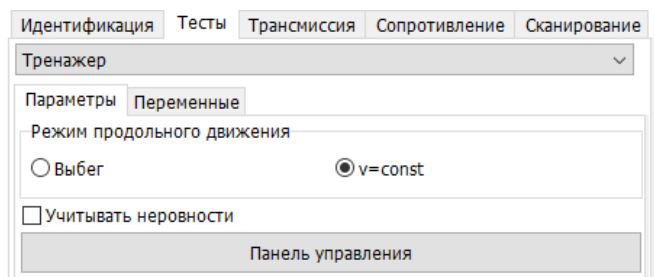 Идентификация Тесты Трансмиссия Сопротивление Сканирование
Тренажер
Параметры Переменные
Режим продольного движения
Выбег v=const
Учитывать неровности
Панель управления